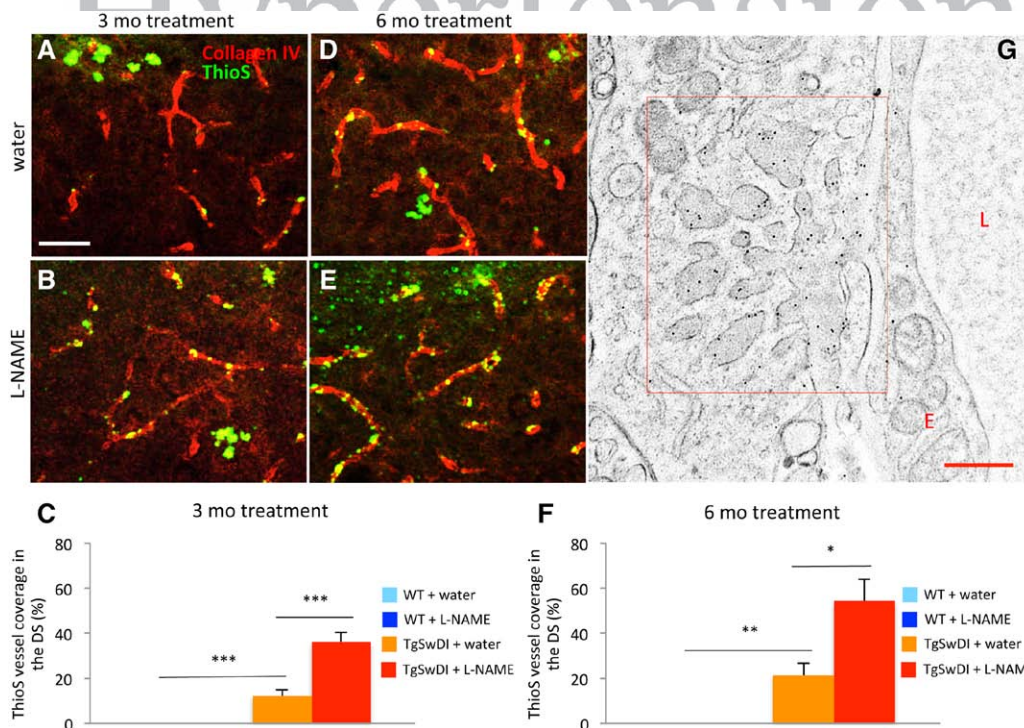 Hypertension
3 mo treatment
6 mo treatment
A
Collagen IV
ThioS
D
G
water
L
B
E
L-NAME
E
C
3 mo treatment
F
6 mo treatment
ThioS vessel coverage in
the DS (%)
80
60
40
20
0
***
***
WT + water
WT + L-NAME
TgSwDI + water
TgSwDI + L-NAME
ThioS vessel coverage in
the DS (%)
80
60
40
20
0
**
*
WT + water
WT + L-NAME
TgSwDI + water
TgSwDI + L-NAM